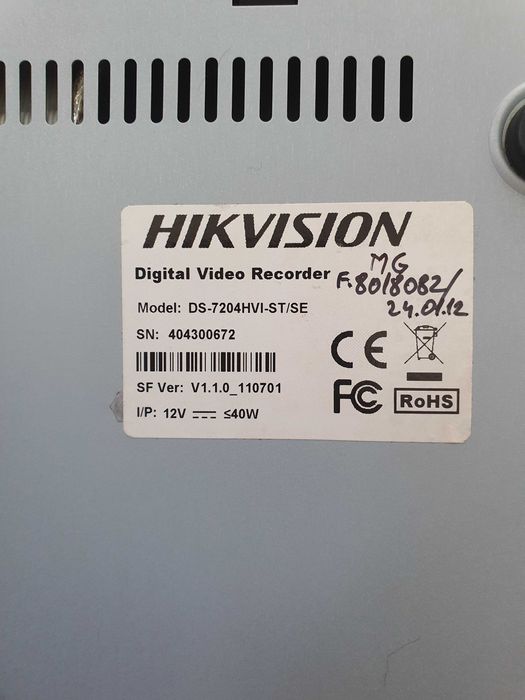 HIKVISION
Digital Video Recorder
MG
F.8018082/
24.01.12
Model: DS-7204HVI-ST/SE
SN: 404300672
SF Ver: V1.1.0_110701
I/P: 12V ⎓ ≤40W
CE
FC
RoHS